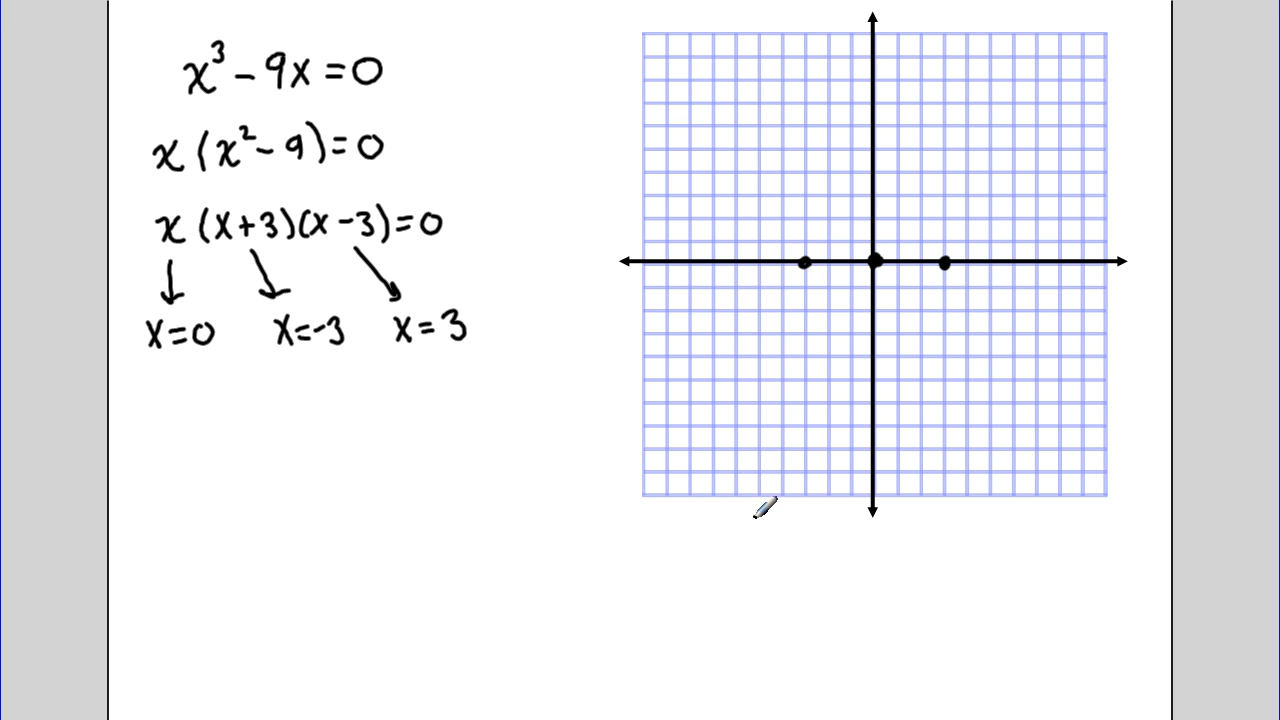 x³ - 9x = 0
x (x² - 9) = 0
x (x + 3)(x - 3) = 0
x = 0 x = -3 x = 3